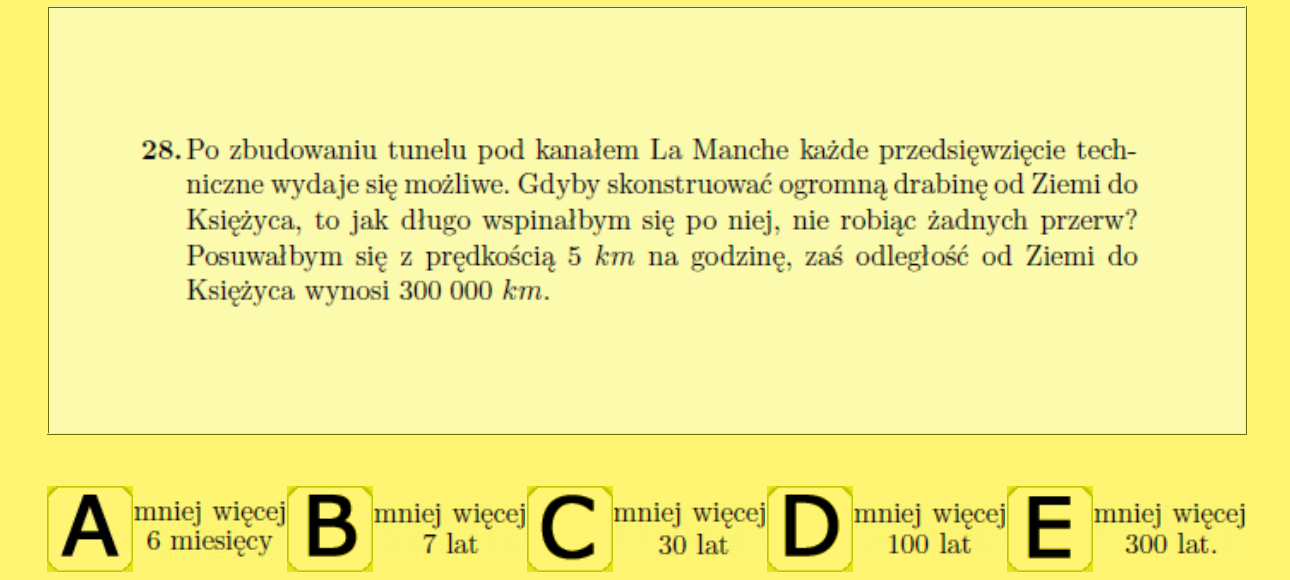 28. Po zbudowaniu tunelu pod kanałem La Manche każde przedsięwzięcie tech-
niczne wydaje się możliwe. Gdyby skonstruować ogromną drabinę od Ziemi do
Księżyca, to jak długo wspinałbym się po niej, nie robiąc żadnych przerw?
Posuwałbym się z prędkością 5 km na godzinę, zaś odległość od Ziemi do
Księżyca wynosi 300 000 km.
A mniej więcej
6 miesięcy
B mniej więcej
7 lat
C mniej więcej
30 lat
D mniej więcej
100 lat
E mniej więcej
300 lat.